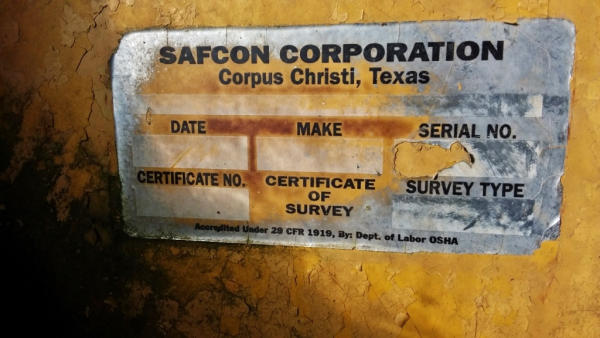 SAFCON CORPORATION
Corpus Christi, Texas
DATE MAKE SERIAL NO.
CERTIFICATE NO. CERTIFICATE OF SURVEY SURVEY TYPE
Accredited Under 29 CFR 1919, By: Dept. of Labor OSHA